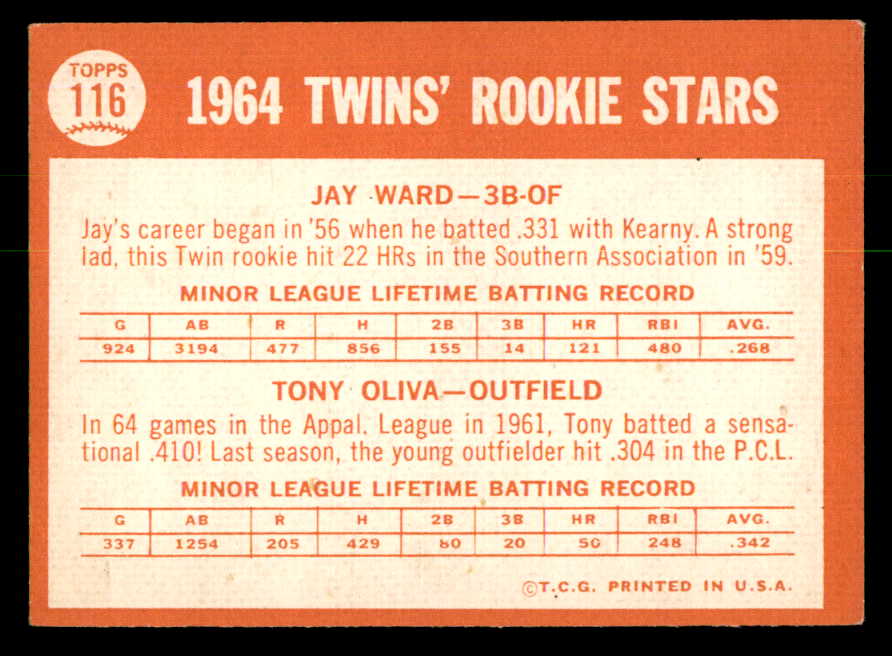 TOPPS
116
1964 TWINS' ROOKIE STARS
JAY WARD—3B-OF
Jay's career began in '56 when he batted .331 with Kearny. A strong
lad, this Twin rookie hit 22 HRs in the Southern Association in '59.
MINOR LEAGUE LIFETIME BATTING RECORD
G AB R H 2B 3B HR RBI AVG.
924 3194 477 856 155 14 121 480 .268
TONY OLIVA—OUTFIELD
In 64 games in the Appal. League in 1961, Tony batted a sensa-
tional .410! Last season, the young outfielder hit .304 in the P.C.L.
MINOR LEAGUE LIFETIME BATTING RECORD
G AB R H 2B 3B HR RBI AVG.
337 1254 205 429 80 20 50 248 .342
©T.C.G. PRINTED IN U.S.A.